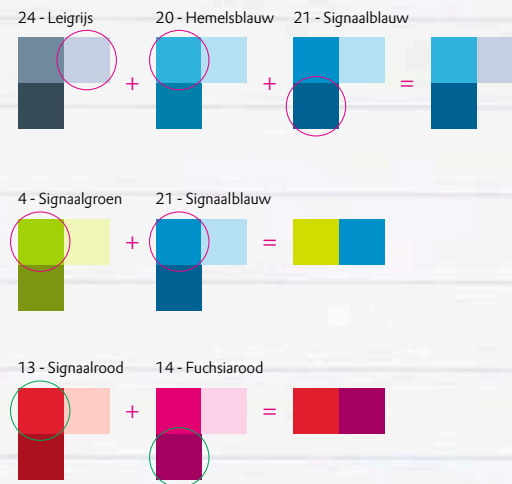 24 - Leigrijs
20 - Hemelsblauw
21 - Signaalblauw
+
+
=
4 - Signaalgroen
21 - Signaalblauw
+
=
13 - Signaalrood
14 - Fuchsiarood
+
=